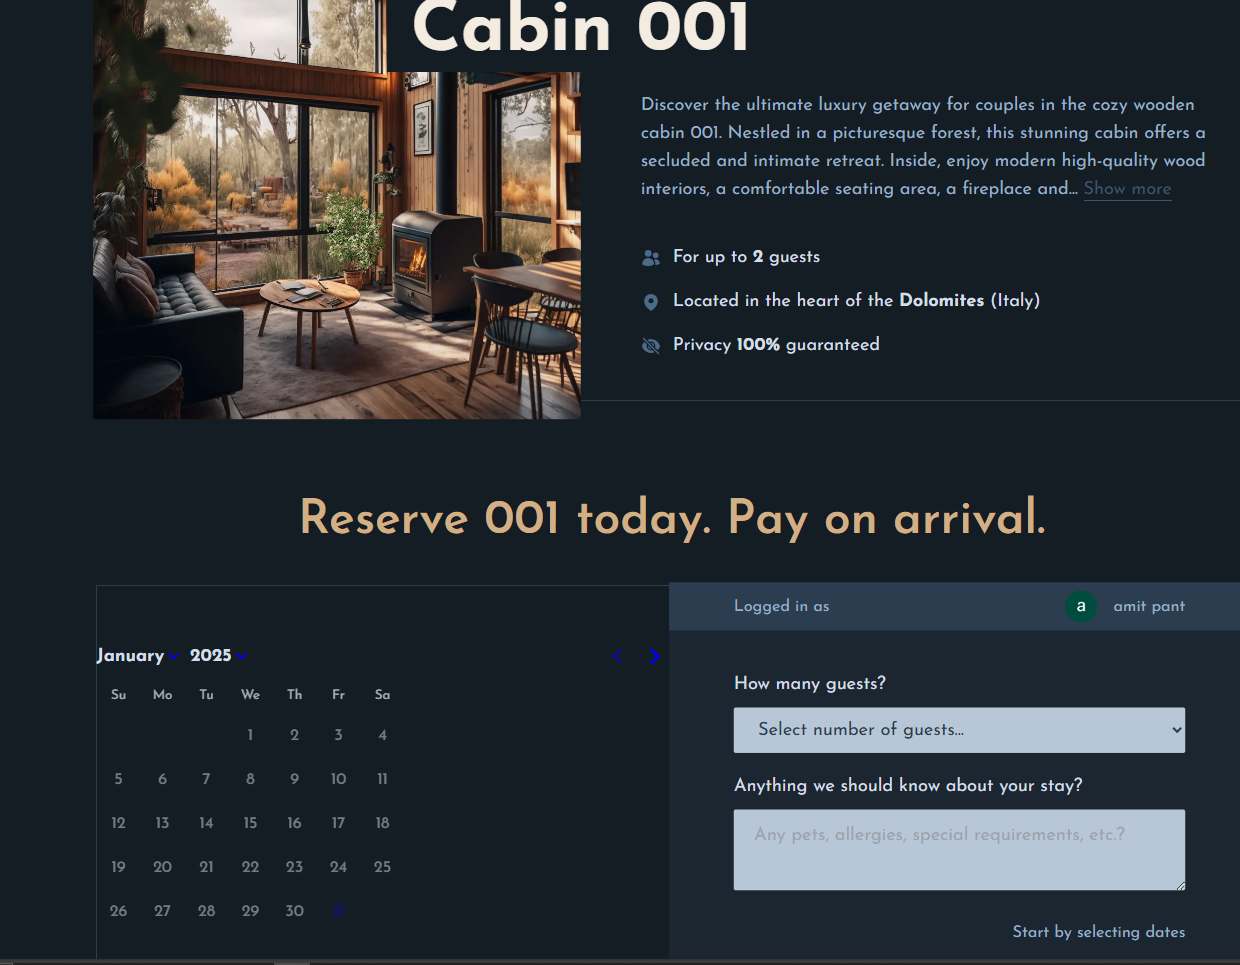 Cabin 001
Discover the ultimate luxury getaway for couples in the cozy wooden
cabin 001. Nestled in a picturesque forest, this stunning cabin offers a
secluded and intimate retreat. Inside, enjoy modern high-quality wood
interiors, a comfortable seating area, a fireplace and... Show more
For up to 2 guests
Located in the heart of the Dolomites (Italy)
Privacy 100% guaranteed
Reserve 001 today. Pay on arrival.
January 2025
Su Mo Tu We Th Fr Sa
1 2 3 4
5 6 7 8 9 10 11
12 13 14 15 16 17 18
19 20 21 22 23 24 25
26 27 28 29 30 31
Logged in as a amit pant
How many guests?
Select number of guests...
Anything we should know about your stay?
Any pets, allergies, special requirements, etc.?
Start by selecting dates